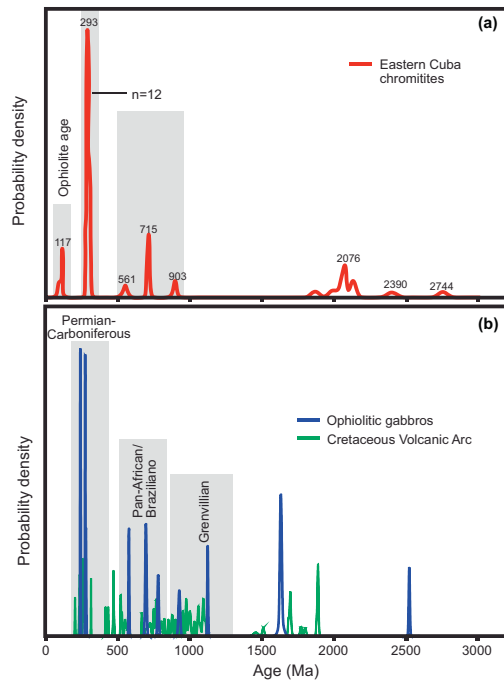 (a)
293
Eastern Cuba
chromitites
n=12
Probability density
Ophiolite age
117
561
715
903
2076
2390
2744
(b)
Permian-
Carboniferous
Ophiolitic gabbros
Cretaceous Volcanic Arc
Probability density
Pan-African/
Braziliano
Grenvillian
0 500 1000 1500 2000 2500 3000
Age (Ma)